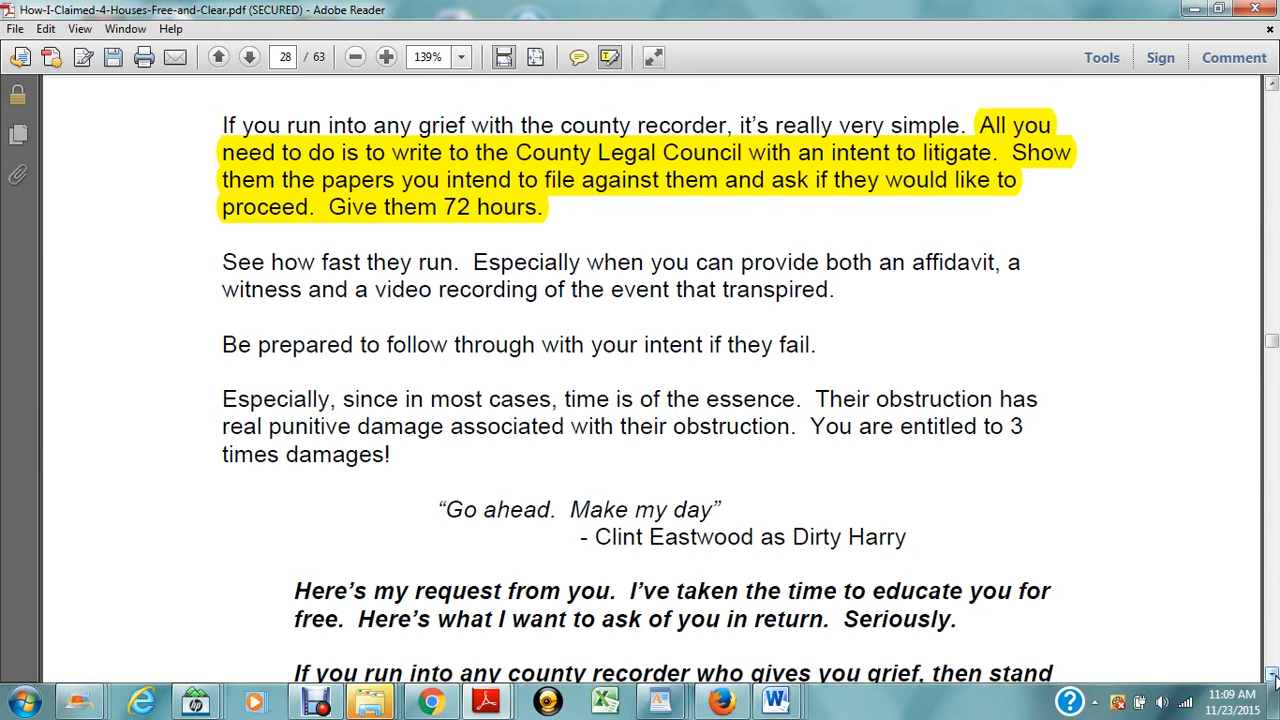 How-I-Claimed-4-Houses-Free-and-Clear.pdf (SECURED) - Adobe Reader
File Edit View Window Help
28 / 63 139% Tools Sign Comment
If you run into any grief with the county recorder, it's really very simple. All you
need to do is to write to the County Legal Council with an intent to litigate. Show
them the papers you intend to file against them and ask if they would like to
proceed. Give them 72 hours.
See how fast they run. Especially when you can provide both an affidavit, a
witness and a video recording of the event that transpired.
Be prepared to follow through with your intent if they fail.
Especially, since in most cases, time is of the essence. Their obstruction has
real punitive damage associated with their obstruction. You are entitled to 3
times damages!
“Go ahead. Make my day”
- Clint Eastwood as Dirty Harry
Here's my request from you. I've taken the time to educate you for
free. Here's what I want to ask of you in return. Seriously.
If you run into any county recorder who gives you grief, then stand
11:09 AM
11/23/2015